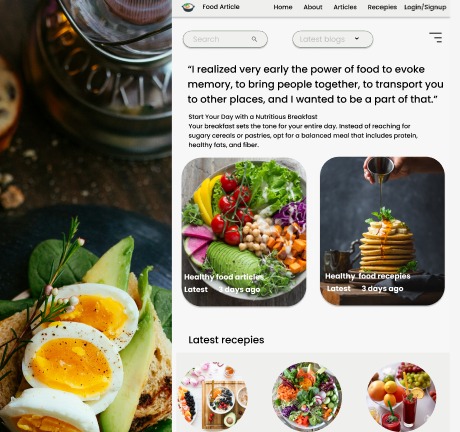 Food Article
Home About Articles Recepies Login/Signup
Search
Latest blogs
“I realized very early the power of food to evoke
memory, to bring people together, to transport you
to other places, and I wanted to be a part of that.”
Start Your Day with a Nutritious Breakfast
Your breakfast sets the tone for your entire day. Instead of reaching for
sugary cereals or pastries, opt for a balanced meal that includes protein,
healthy fats, and fiber.
Healthy food articles
Latest 3 days ago
Healthy food recepies
Latest 3 days ago
Latest recepies